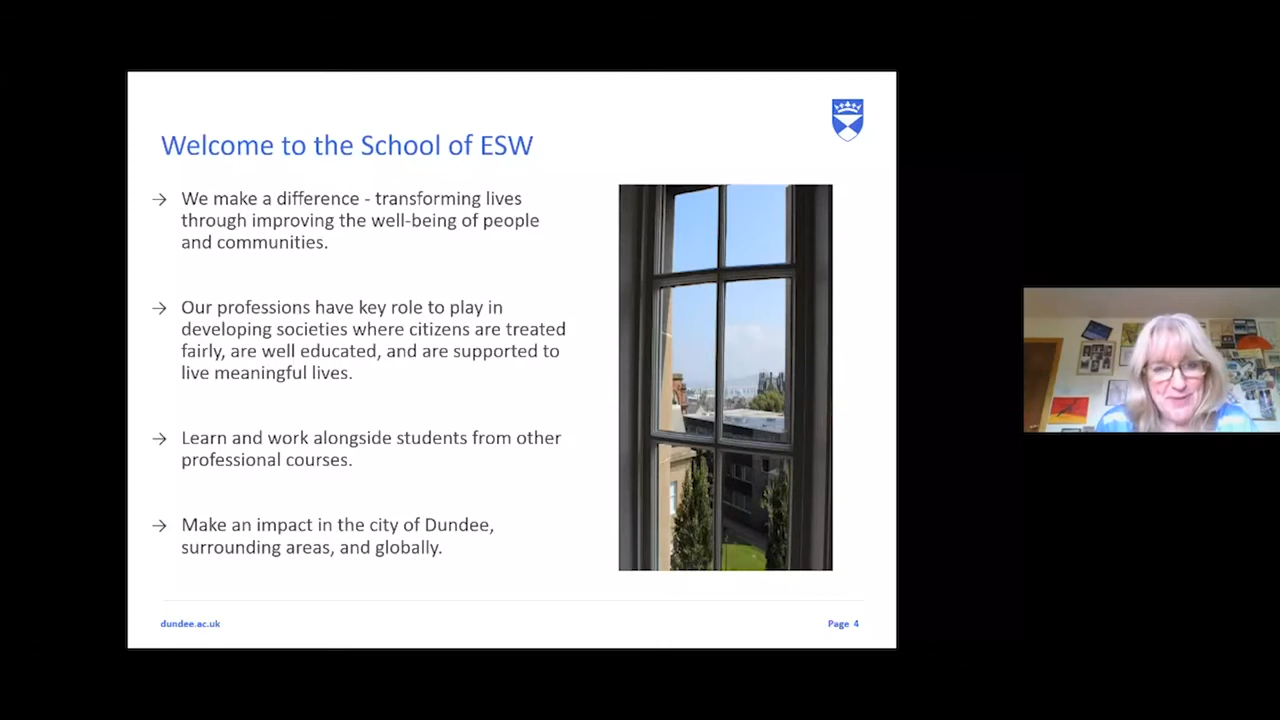 Welcome to the School of ESW
→ We make a difference - transforming lives
through improving the well-being of people
and communities.
→ Our professions have key role to play in
developing societies where citizens are treated
fairly, are well educated, and are supported to
live meaningful lives.
→ Learn and work alongside students from other
professional courses.
→ Make an impact in the city of Dundee,
surrounding areas, and globally.
dundee.ac.uk
Page 4